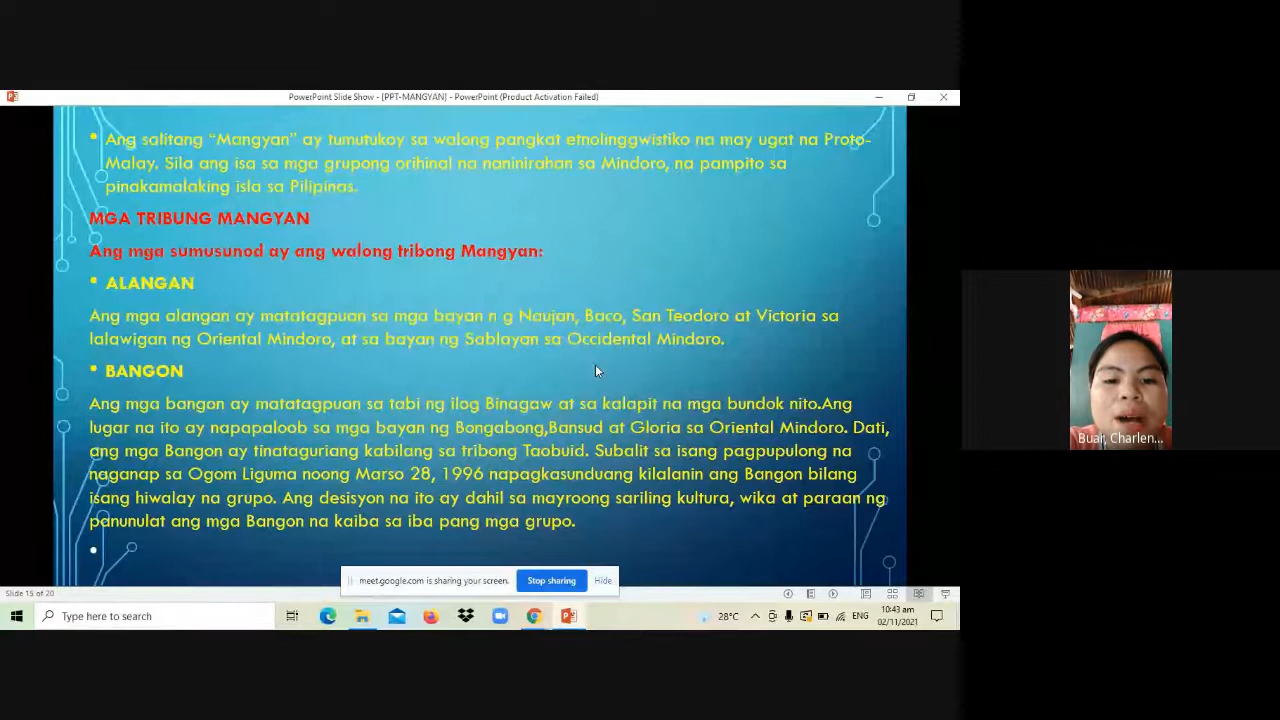 PowerPoint Slide Show - [PPT-MANGYAN] - PowerPoint (Product Activation Failed)
• Ang salitang “Mangyan” ay tumutukoy sa walong pangkat etnolinggwistiko na may ugat na Proto-
Malay. Sila ang isa sa mga grupong orihinal na naninirahan sa Mindoro, na pampito sa
pinakamalaking isla sa Pilipinas.
MGA TRIBUNG MANGYAN
Ang mga sumusunod ay ang walong tribong Mangyan:
• ALANGAN
Ang mga alangan ay matatagpuan sa mga bayan n g Naujan, Baco, San Teodoro at Victoria sa
lalawigan ng Oriental Mindoro, at sa bayan ng Sablayan sa Occidental Mindoro.
• BANGON
Ang mga bangon ay matatagpuan sa tabi ng ilog Binagaw at sa kalapit na mga bundok nito.Ang
lugar na ito ay napapaloob sa mga bayan ng Bongabong,Bansud at Gloria sa Oriental Mindoro. Dati,
ang mga Bangon ay tinataguriang kabilang sa tribong Taobuid. Subalit sa isang pagpupulong na
naganap sa Ogom Liguma noong Marso 28, 1996 napagkasunduang kilalanin ang Bangon bilang
isang hiwalay na grupo. Ang desisyon na ito ay dahil sa mayroong sariling kultura, wika at paraan ng
panunulat ang mga Bangon na kaiba sa iba pang mga grupo.
•
Buar, Charlen...
meet.google.com is sharing your screen. Stop sharing Hide
Slide 15 of 20
Type here to search 28°C ENG 10:43 am
02/11/2021